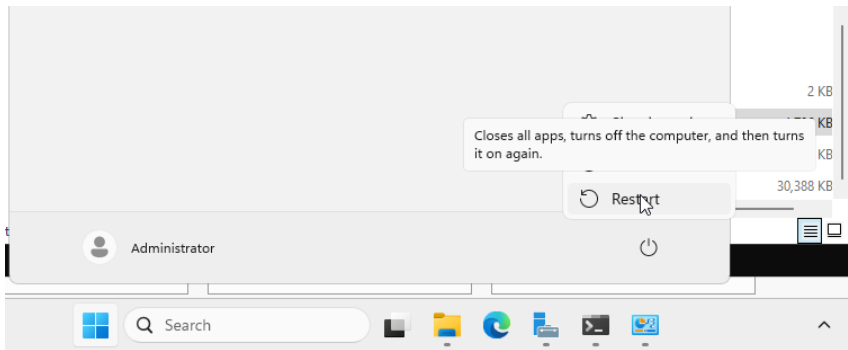 2 KB
KB
Closes all apps, turns off the computer, and then turns
it on again.
KB
30,388 KB
Restart
Administrator
Search